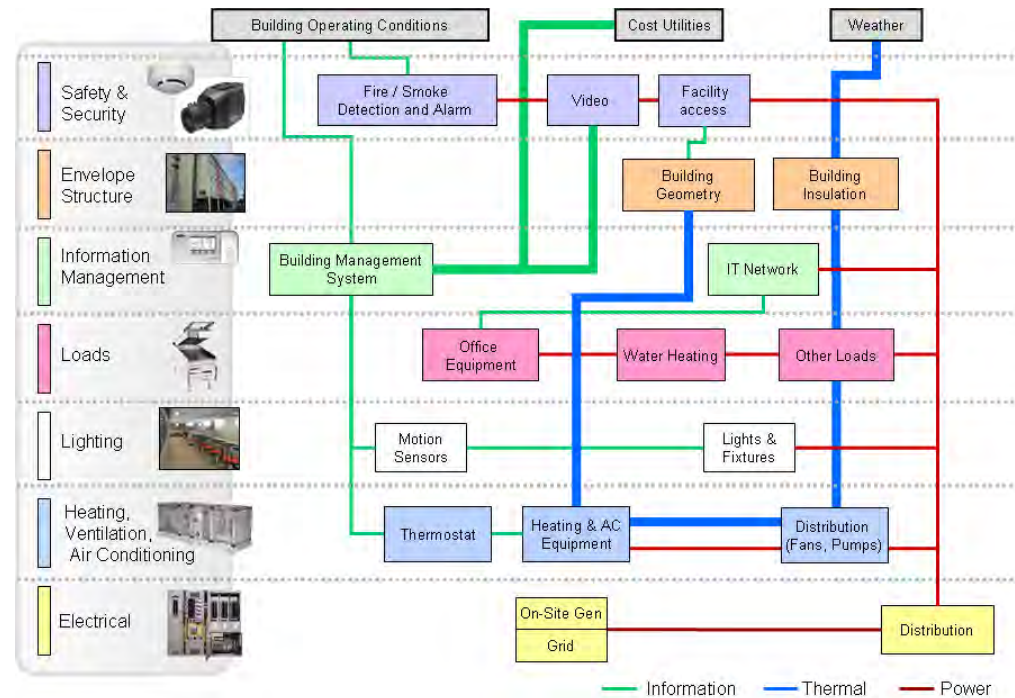 Building Operating Conditions
Cost Utilities
Weather
Safety &
Security
Fire / Smoke
Detection and Alarm
Video
Facility
access
Envelope
Structure
Building
Geometry
Building
Insulation
Information
Management
Building Management
System
IT Network
Loads
Office
Equipment
Water Heating
Other Loads
Lighting
Motion
Sensors
Lights &
Fixtures
Heating,
Ventilation,
Air Conditioning
Thermostat
Heating & AC
Equipment
Distribution
(Fans, Pumps)
Electrical
On-Site Gen
Grid
Distribution
Information
Thermal
Power